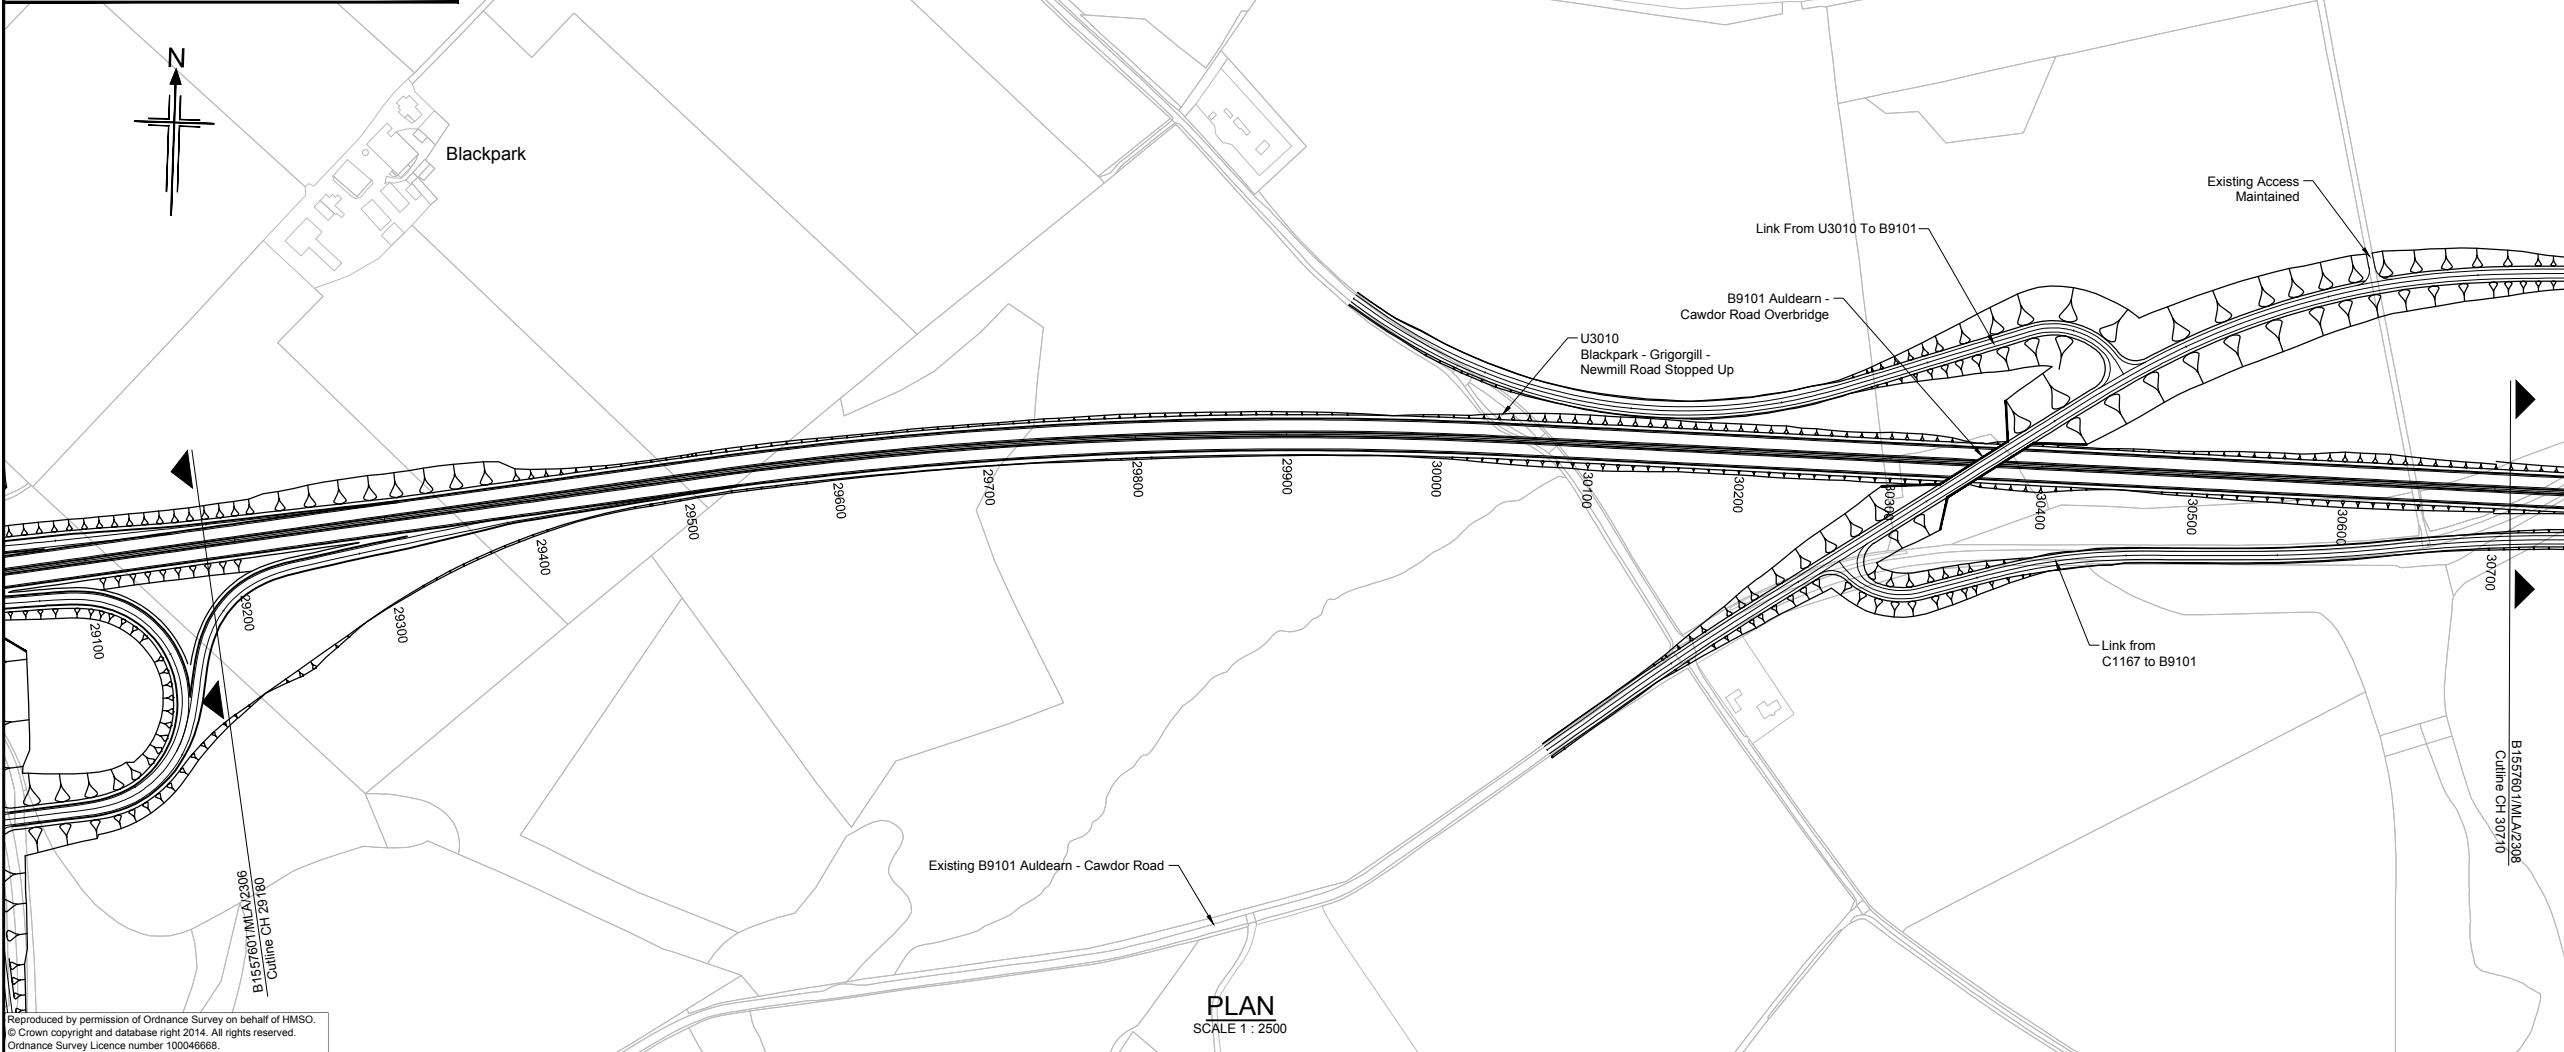 N
Blackpark
Existing Access
Maintained
Link From U3010 To B9101
B9101 Auldearn -
Cawdor Road Overbridge
U3010
Blackpark - Grigorgill -
Newmill Road Stopped Up
29100
29200
29300
29400
29500
29600
29700
29800
29900
30000
30100
30200
30300
30400
30500
30600
30700
Link from
C1167 to B9101
B1557601/MLA/2308
Cutline CH 30710
Existing B9101 Auldearn - Cawdor Road
B1557601/MLA/2306
Cutline CH 29180
PLAN
SCALE 1 : 2500
Reproduced by permission of Ordnance Survey on behalf of HMSO.
© Crown copyright and database right 2014. All rights reserved.
Ordnance Survey Licence number 100046668.